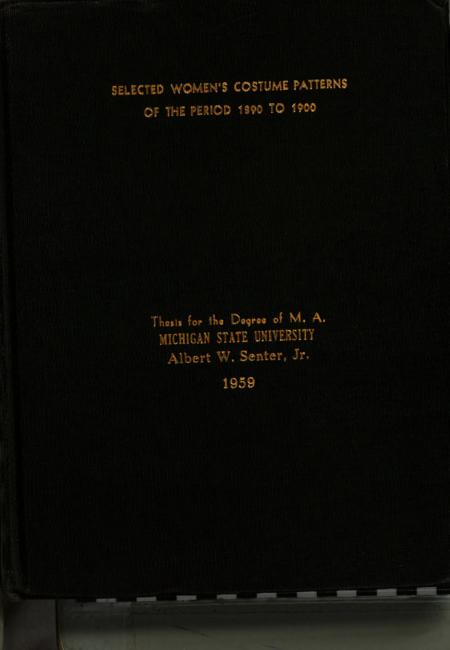 SELECTED WOMEN'S COSTUME PATTERNS
OF THE PERIOD 1890 TO 1900
Thesis for the Degree of M. A.
MICHIGAN STATE UNIVERSITY
Albert W. Senter, Jr.
1959